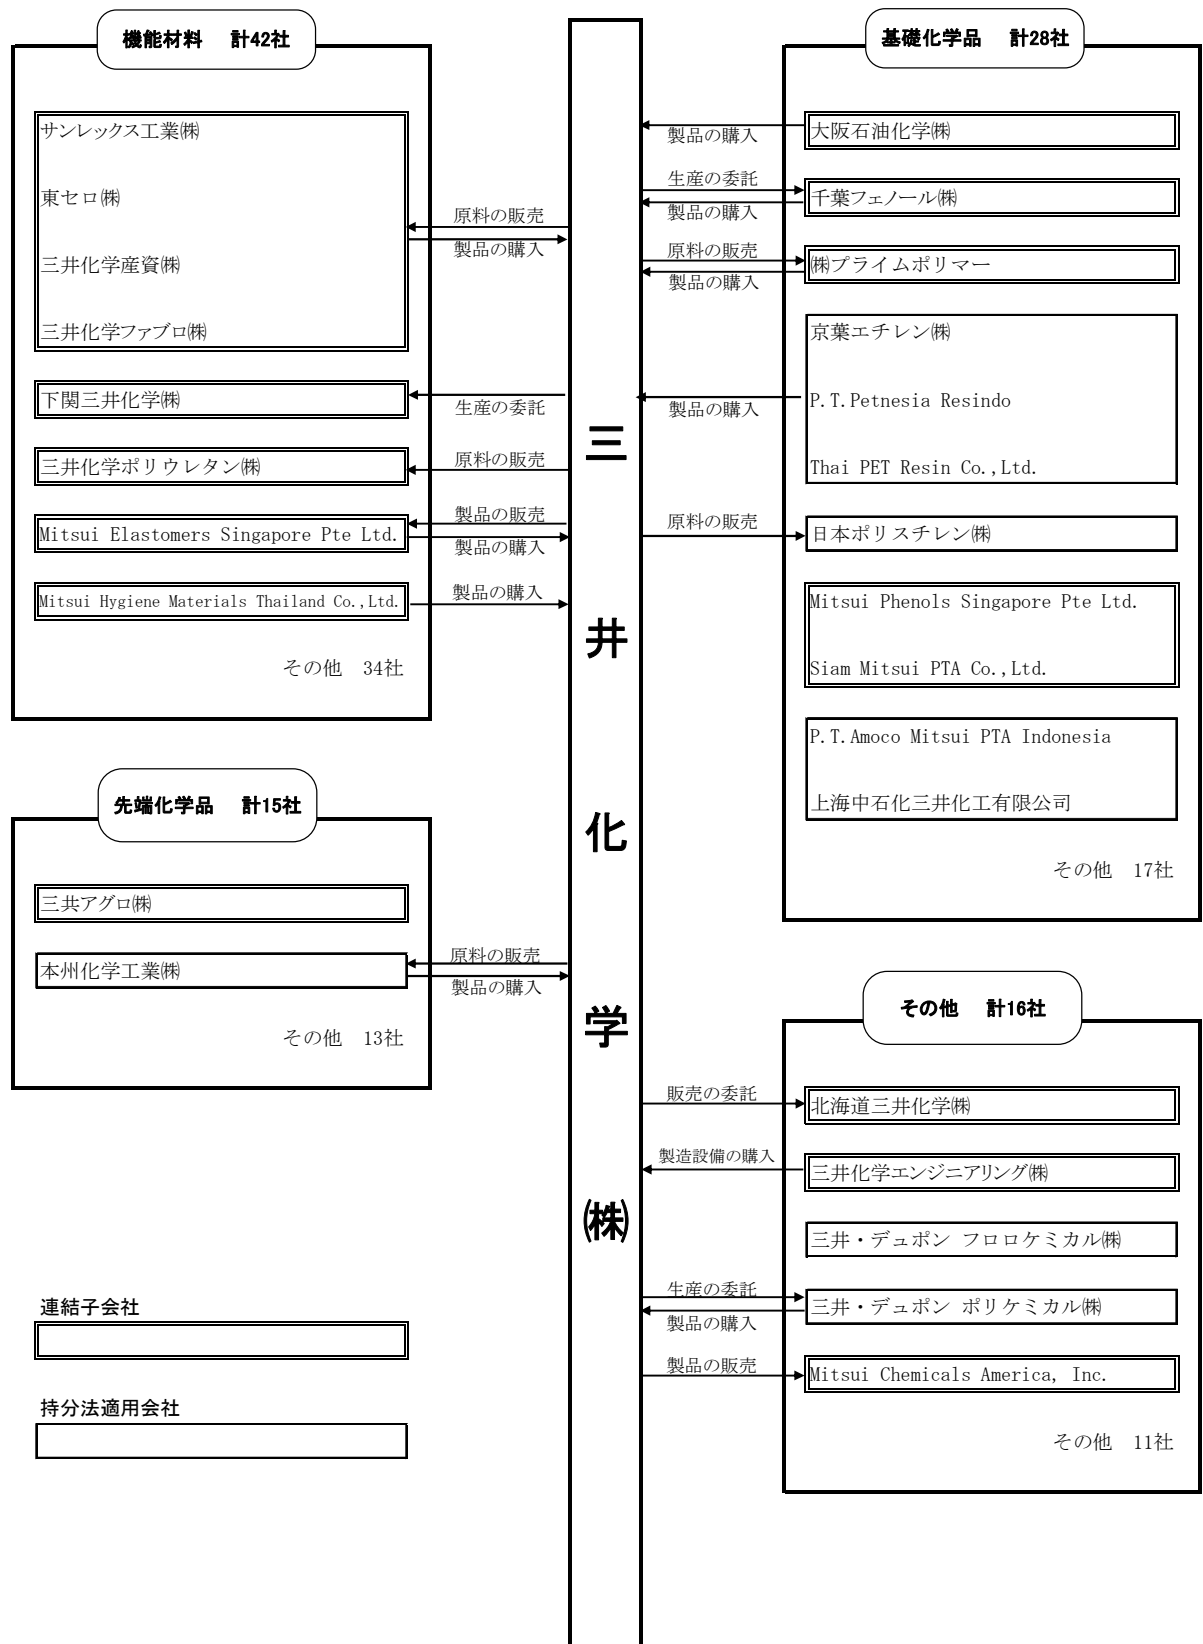 機能材料　計42社
サンレックス工業㈱
東セロ㈱
三井化学産資㈱
三井化学ファブロ㈱
原料の販売
製品の購入
下関三井化学㈱
生産の委託
三井化学ポリウレタン㈱
原料の販売
Mitsui Elastomers Singapore Pte Ltd.
製品の販売
製品の購入
Mitsui Hygiene Materials Thailand Co.,Ltd.
製品の購入
その他　34社
先端化学品　計15社
三共アグロ㈱
本州化学工業㈱
原料の販売
製品の購入
その他　13社
連結子会社
持分法適用会社
三井化学㈱
基礎化学品　計28社
製品の購入
大阪石油化学㈱
生産の委託
製品の購入
千葉フェノール㈱
原料の販売
製品の購入
㈱プライムポリマー
京葉エチレン㈱
P.T.Petnesia Resindo
Thai PET Resin Co.,Ltd.
製品の購入
原料の販売
日本ポリスチレン㈱
Mitsui Phenols Singapore Pte Ltd.
Siam Mitsui PTA Co.,Ltd.
P.T.Amoco Mitsui PTA Indonesia
上海中石化三井化工有限公司
その他　17社
その他　計16社
販売の委託
北海道三井化学㈱
製造設備の購入
三井化学エンジニアリング㈱
三井・デュポン フロロケミカル㈱
生産の委託
製品の購入
三井・デュポン ポリケミカル㈱
製品の販売
Mitsui Chemicals America, Inc.
その他　11社